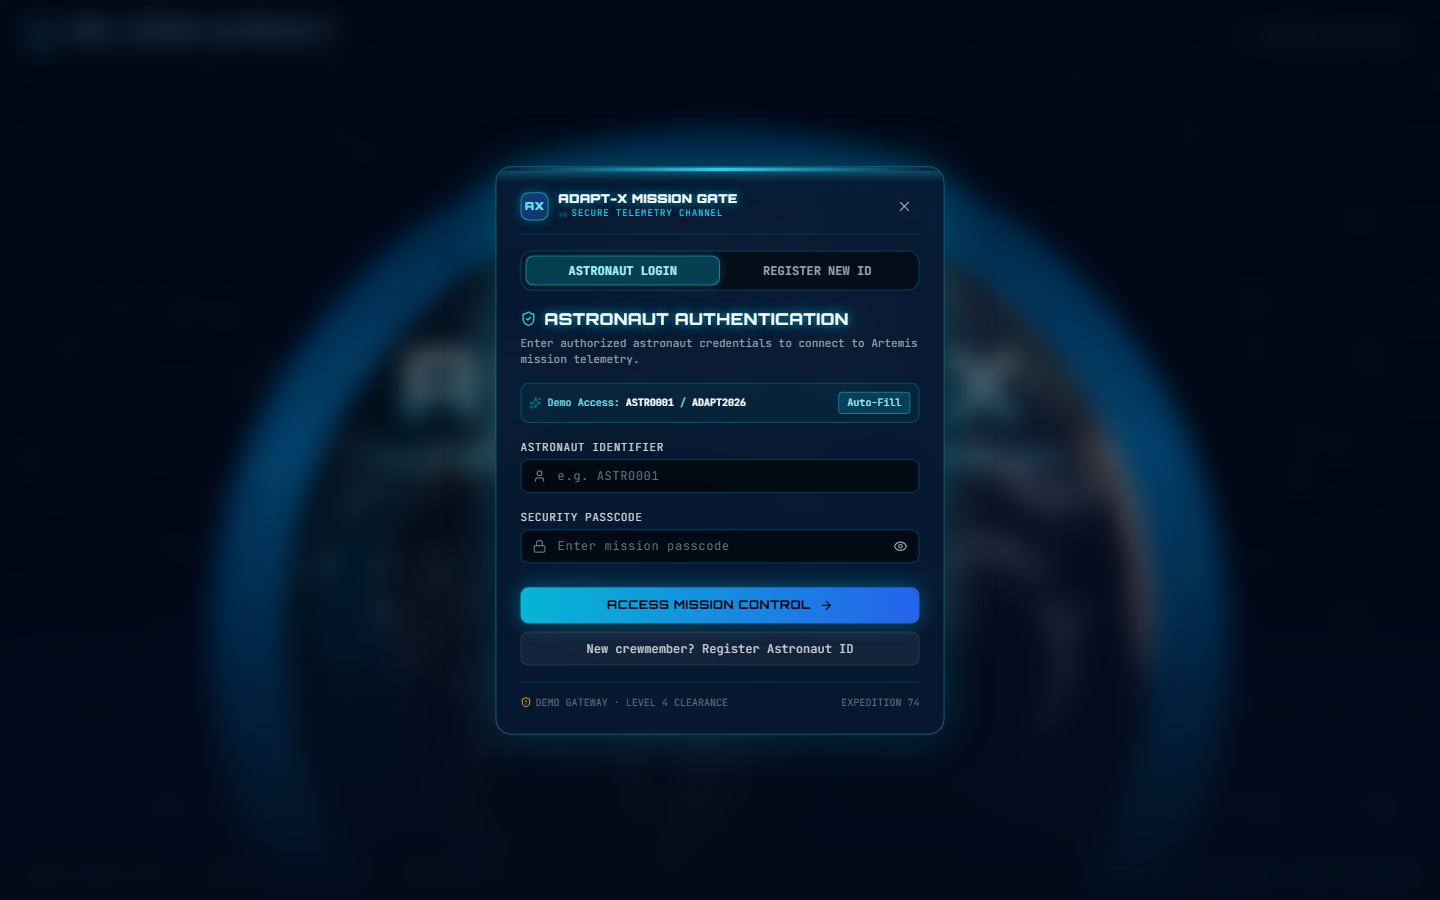 AX
ADAPT-X MISSION GATE
SECURE TELEMETRY CHANNEL
ASTRONAUT LOGIN
REGISTER NEW ID
ASTRONAUT AUTHENTICATION
Enter authorized astronaut credentials to connect to Artemis
mission telemetry.
Demo Access: ASTRO001 / ADAPT2026
Auto-Fill
ASTRONAUT IDENTIFIER
e.g. ASTRO001
SECURITY PASSCODE
Enter mission passcode
ACCESS MISSION CONTROL →
New crewmember? Register Astronaut ID
DEMO GATEWAY · LEVEL 4 CLEARANCE
EXPEDITION 74